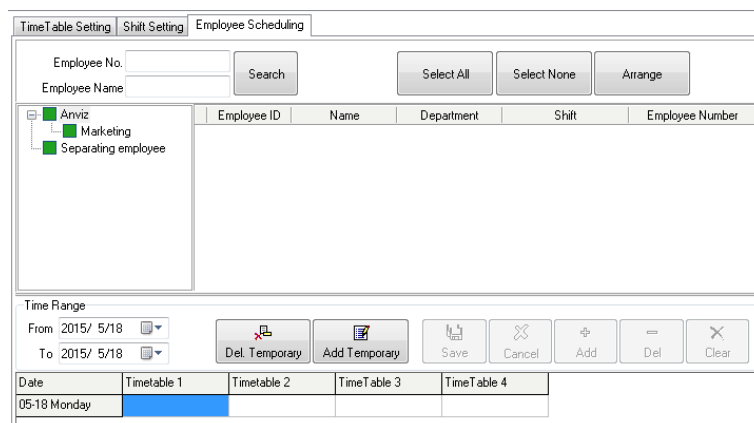 TimeTable Setting Shift Setting Employee Scheduling
Employee No.
Search Select All Select None Arrange
Employee Name
Anviz
Marketing
Separating employee
Employee ID Name Department Shift Employee Number
Time Range
From 2015/ 5/18
To 2015/ 5/18
Del. Temporary Add Temporary Save Cancel Add Del Clear
Date Timetable 1 Timetable 2 TimeTable 3 TimeTable 4
05-18 Monday